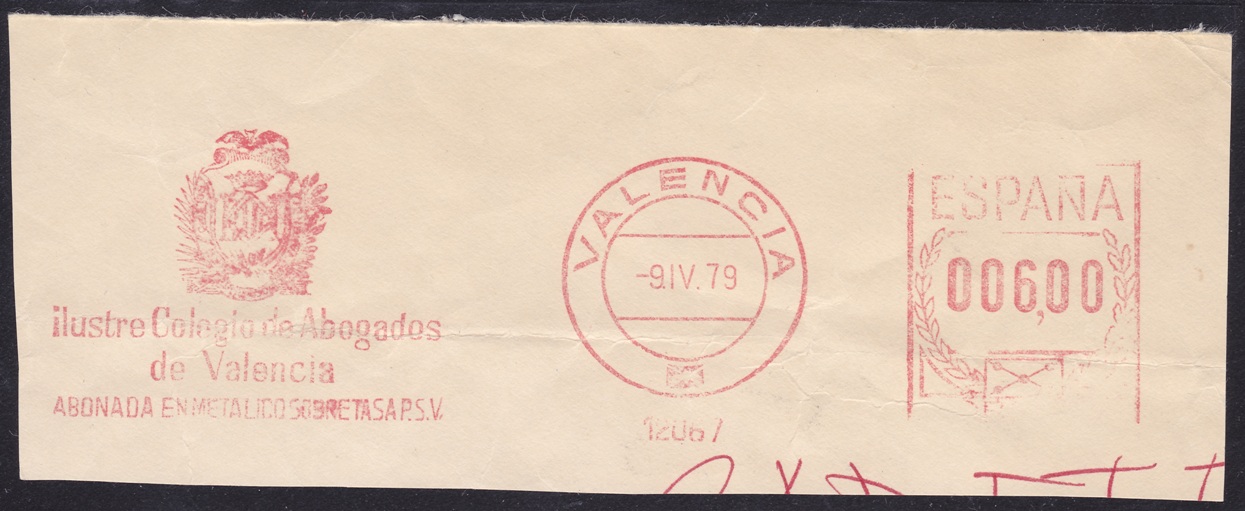 ilustre Colegio de Abogados
de Valencia
ABONADA EN METALICO SOBRETASA P.S.V.
VALENCIA
-9.IV.79
12067
ESPAÑA
006,00